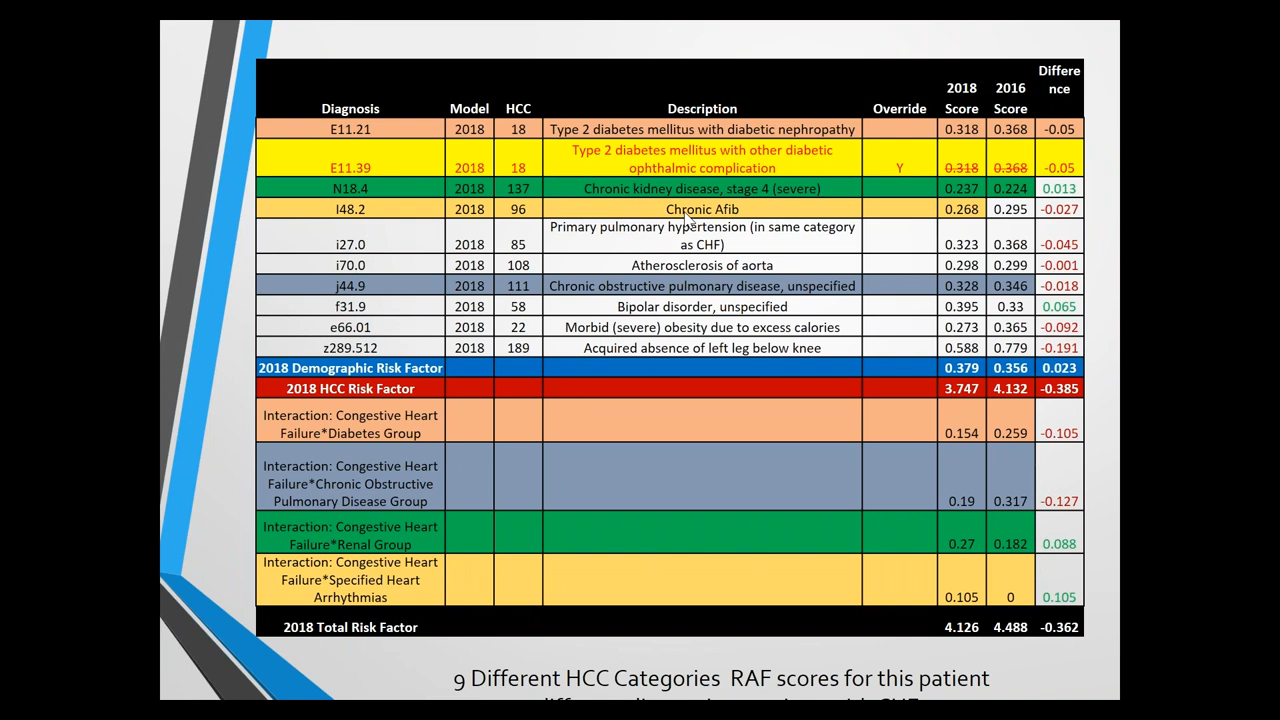 Diagnosis Model HCC Description Override 2018 Score 2016 Score Differe nce
E11.21 2018 18 Type 2 diabetes mellitus with diabetic nephropathy 0.318 0.368 -0.05
E11.39 2018 18 Type 2 diabetes mellitus with other diabetic ophthalmic complication Y 0.318 0.368 -0.05
N18.4 2018 137 Chronic kidney disease, stage 4 (severe) 0.237 0.224 0.013
I48.2 2018 96 Chronic Afib 0.268 0.295 -0.027
i27.0 2018 85 Primary pulmonary hypertension (in same category as CHF) 0.323 0.368 -0.045
i70.0 2018 108 Atherosclerosis of aorta 0.298 0.299 -0.001
j44.9 2018 111 Chronic obstructive pulmonary disease, unspecified 0.328 0.346 -0.018
f31.9 2018 58 Bipolar disorder, unspecified 0.395 0.33 0.065
e66.01 2018 22 Morbid (severe) obesity due to excess calories 0.273 0.365 -0.092
z289.512 2018 189 Acquired absence of left leg below knee 0.588 0.779 -0.191
2018 Demographic Risk Factor 0.379 0.356 0.023
2018 HCC Risk Factor 3.747 4.132 -0.385
Interaction: Congestive Heart
Failure*Diabetes Group 0.154 0.259 -0.105
Interaction: Congestive Heart
Failure*Chronic Obstructive
Pulmonary Disease Group 0.19 0.317 -0.127
Interaction: Congestive Heart
Failure*Renal Group 0.27 0.182 0.088
Interaction: Congestive Heart
Failure*Specified Heart
Arrhythmias 0.105 0 0.105
2018 Total Risk Factor 4.126 4.488 -0.362
9 Different HCC Categories RAF scores for this patient